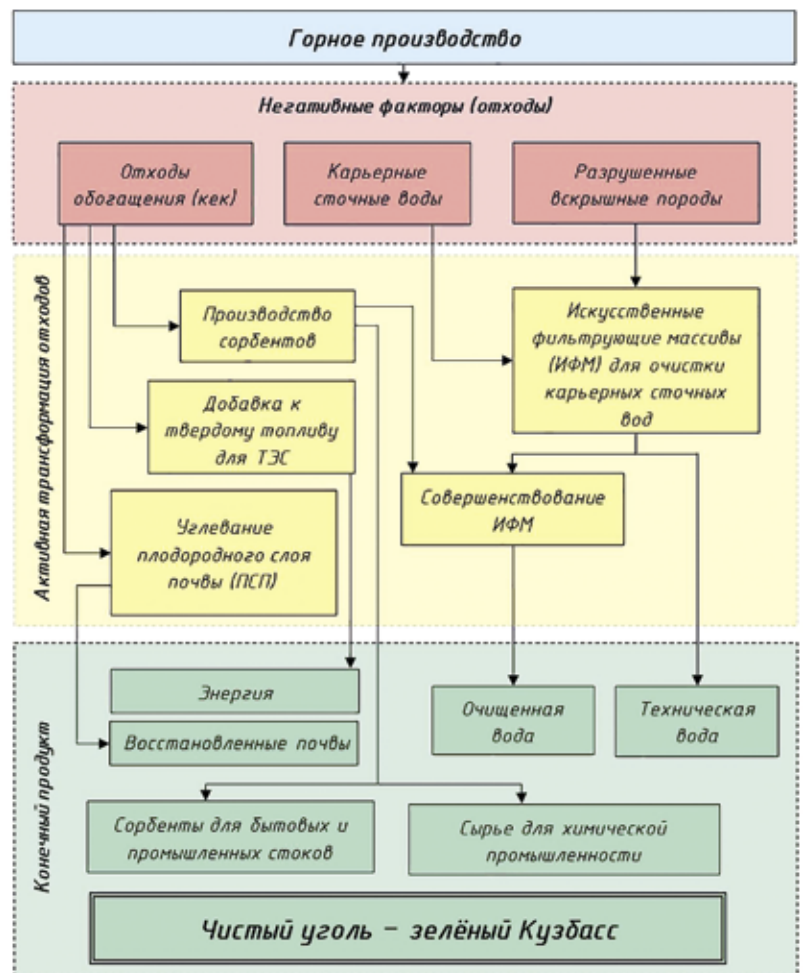 Горное производство
Негативные факторы (отходы)
Отходы
обогащения (кек)
Карьерные
сточные воды
Разрушенные
вскрышные породы
Активная трансформация отходов
Производство
сорбентов
Искусственные
фильтрующие массивы
(ИФМ) для очистки
карьерных сточных
вод
Добавка к
твердому топливу
для ТЭС
Совершенствование
ИФМ
Углевание
плодородного слоя
почвы (ПСП)
Конечный продукт
Энергия
Восстановленные почвы
Очищенная
вода
Техническая
вода
Сорбенты для бытовых и
промышленных стоков
Сырье для химической
промышленности
Чистый уголь – зелёный Кузбасс